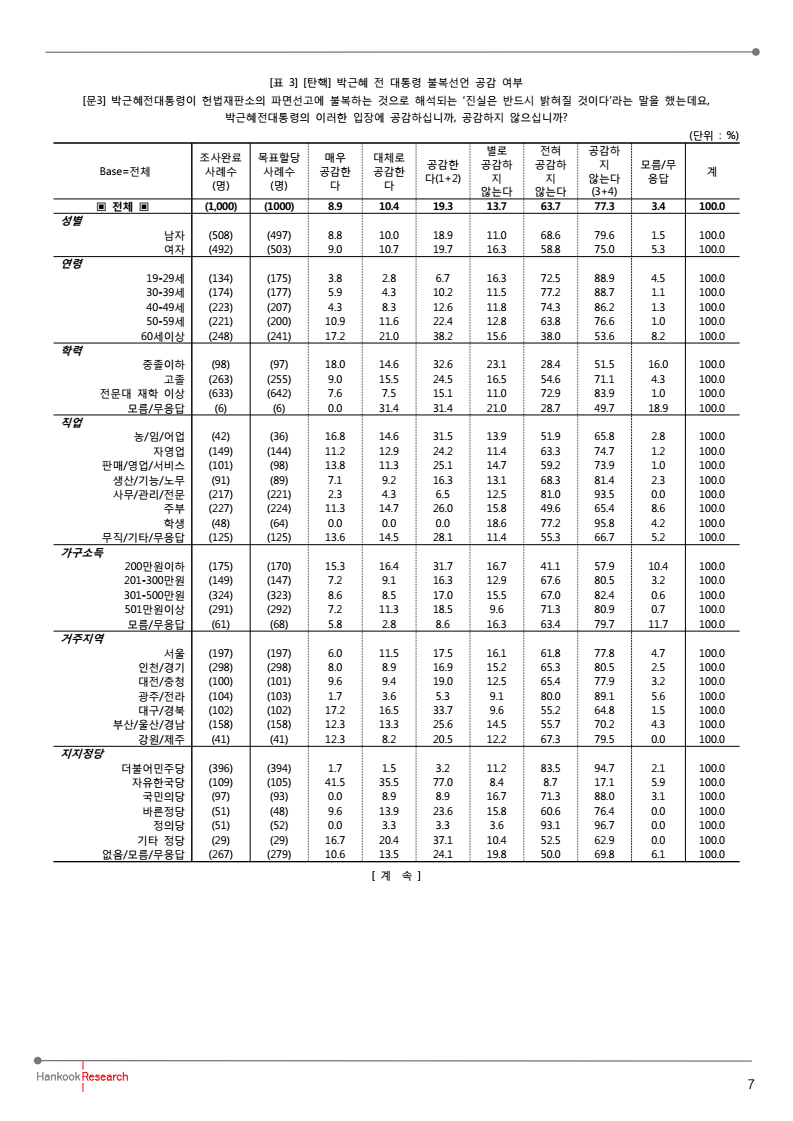 [표 3] [탄핵] 박근혜 전 대통령 불복선언 공감 여부
[문3] 박근혜전대통령이 헌법재판소의 파면선고에 불복하는 것으로 해석되는 ‘진실은 반드시 밝혀질 것이다’라는 말을 했는데요,
박근혜전대통령의 이러한 입장에 공감하십니까, 공감하지 않으십니까?
(단위 : %)
Base=전체 조사완료 사례수 (명) 목표할당 사례수 (명) 매우 공감한다 대체로 공감한다 공감한다(1+2) 별로 공감하지 않는다 전혀 공감하지 않는다 공감하지 않는다 (3+4) 모름/무응답 계
▣ 전체 ▣ (1,000) (1000) 8.9 10.4 19.3 13.7 63.7 77.3 3.4 100.0
성별
남자 (508) (497) 8.8 10.0 18.9 11.0 68.6 79.6 1.5 100.0
여자 (492) (503) 9.0 10.7 19.7 16.3 58.8 75.0 5.3 100.0
연령
19-29세 (134) (175) 3.8 2.8 6.7 16.3 72.5 88.9 4.5 100.0
30-39세 (174) (177) 5.9 4.3 10.2 11.5 77.2 88.7 1.1 100.0
40-49세 (223) (207) 4.3 8.3 12.6 11.8 74.3 86.2 1.3 100.0
50-59세 (221) (200) 10.9 11.6 22.4 12.8 63.8 76.6 1.0 100.0
60세이상 (248) (241) 17.2 21.0 38.2 15.6 38.0 53.6 8.2 100.0
학력
중졸이하 (98) (97) 18.0 14.6 32.6 23.1 28.4 51.5 16.0 100.0
고졸 (263) (255) 9.0 15.5 24.5 16.5 54.6 71.1 4.3 100.0
전문대 재학 이상 (633) (642) 7.6 7.5 15.1 11.0 72.9 83.9 1.0 100.0
모름/무응답 (6) (6) 0.0 31.4 31.4 21.0 28.7 49.7 18.9 100.0
직업
농/임/어업 (42) (36) 16.8 14.6 31.5 13.9 51.9 65.8 2.8 100.0
자영업 (149) (144) 11.2 12.9 24.2 11.4 63.3 74.7 1.2 100.0
판매/영업/서비스 (101) (98) 13.8 11.3 25.1 14.7 59.2 73.9 1.0 100.0
생산/기능/노무 (91) (89) 7.1 9.2 16.3 13.1 68.3 81.4 2.3 100.0
사무/관리/전문 (217) (221) 2.3 4.3 6.5 12.5 81.0 93.5 0.0 100.0
주부 (227) (224) 11.3 14.7 26.0 15.8 49.6 65.4 8.6 100.0
학생 (48) (64) 0.0 0.0 0.0 18.6 77.2 95.8 4.2 100.0
무직/기타/무응답 (125) (125) 13.6 14.5 28.1 11.4 55.3 66.7 5.2 100.0
가구소득
200만원이하 (175) (170) 15.3 16.4 31.7 16.7 41.1 57.9 10.4 100.0
201-300만원 (149) (147) 7.2 9.1 16.3 12.9 67.6 80.5 3.2 100.0
301-500만원 (324) (323) 8.6 8.5 17.0 15.5 67.0 82.4 0.6 100.0
501만원이상 (291) (292) 7.2 11.3 18.5 9.6 71.3 80.9 0.7 100.0
모름/무응답 (61) (68) 5.8 2.8 8.6 16.3 63.4 79.7 11.7 100.0
거주지역
서울 (197) (197) 6.0 11.5 17.5 16.1 61.8 77.8 4.7 100.0
인천/경기 (298) (298) 8.0 8.9 16.9 15.2 65.3 80.5 2.5 100.0
대전/충청 (100) (101) 9.6 9.4 19.0 12.5 65.4 77.9 3.2 100.0
광주/전라 (104) (103) 1.7 3.6 5.3 9.1 80.0 89.1 5.6 100.0
대구/경북 (102) (102) 17.2 16.5 33.7 9.6 55.2 64.8 1.5 100.0
부산/울산/경남 (158) (158) 12.3 13.3 25.6 14.5 55.7 70.2 4.3 100.0
강원/제주 (41) (41) 12.3 8.2 20.5 12.2 67.3 79.5 0.0 100.0
지지정당
더불어민주당 (396) (394) 1.7 1.5 3.2 11.2 83.5 94.7 2.1 100.0
자유한국당 (109) (105) 41.5 35.5 77.0 8.4 8.7 17.1 5.9 100.0
국민의당 (97) (93) 0.0 8.9 8.9 16.7 71.3 88.0 3.1 100.0
바른정당 (51) (48) 9.6 13.9 23.6 15.8 60.6 76.4 0.0 100.0
정의당 (51) (52) 0.0 3.3 3.3 3.6 93.1 96.7 0.0 100.0
기타 정당 (29) (29) 16.7 20.4 37.1 10.4 52.5 62.9 0.0 100.0
없음/모름/무응답 (267) (279) 10.6 13.5 24.1 19.8 50.0 69.8 6.1 100.0
[ 계 속 ]
Hankook Research
7